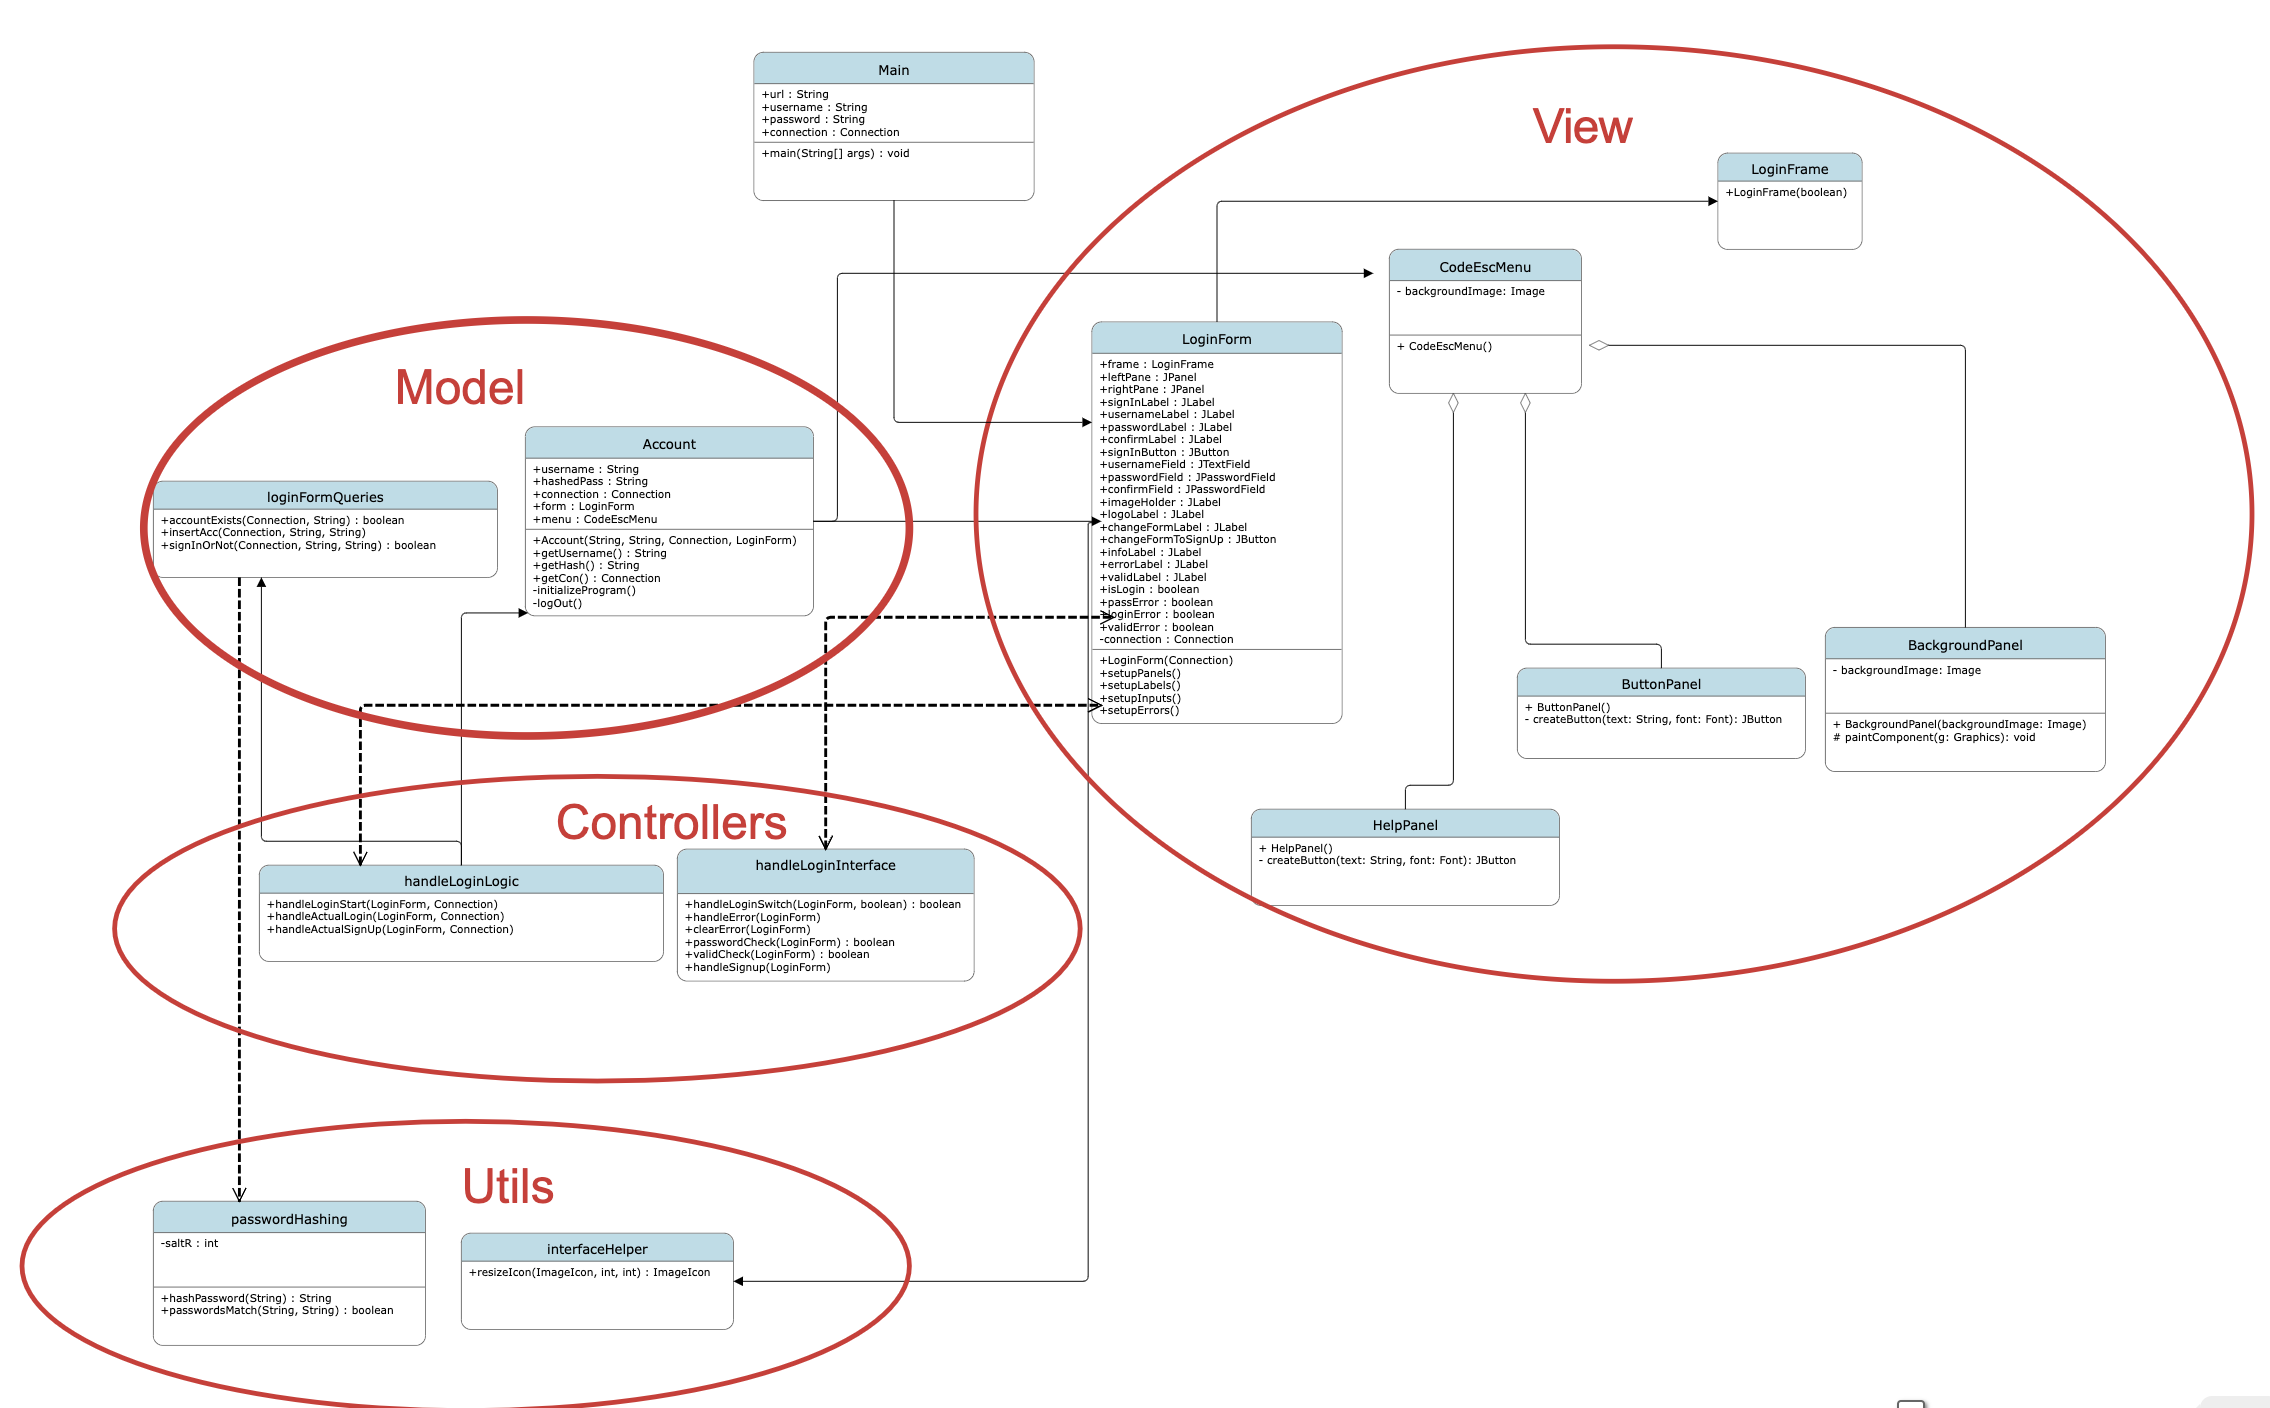 Main
+url : String
+username : String
+password : String
+connection : Connection
+main(String[] args) : void
View
LoginFrame
+LoginFrame(boolean)
CodeEscMenu
- backgroundImage: Image
+ CodeEscMenu()
LoginForm
+frame : LoginFrame
+leftPane : JPanel
+rightPane : JPanel
+signInLabel : JLabel
+usernameLabel : JLabel
+passwordLabel : JLabel
+confirmLabel : JLabel
+signInButton : JButton
+usernameField : JTextField
+passwordField : JPasswordField
+confirmField : JPasswordField
+imageHolder : JLabel
+logoLabel : JLabel
+changeFormLabel : JLabel
+changeFormToSignUp : JButton
+infoLabel : JLabel
+errorLabel : JLabel
+validLabel : JLabel
+isLogin : boolean
+passError : boolean
+loginError : boolean
+validError : boolean
-connection : Connection
+LoginForm(Connection)
+setupPanels()
+setupLabels()
+setupInputs()
+setupErrors()
Model
Account
+username : String
+hashedPass : String
+connection : Connection
+form : LoginForm
+menu : CodeEscMenu
+Account(String, String, Connection, LoginForm)
+getUsername() : String
+getHash() : String
+getCon() : Connection
-initializeProgram()
-logOut()
loginFormQueries
+accountExists(Connection, String) : boolean
+insertAcc(Connection, String, String)
+signInOrNot(Connection, String, String) : boolean
BackgroundPanel
- backgroundImage: Image
+ BackgroundPanel(backgroundImage: Image)
# paintComponent(g: Graphics): void
ButtonPanel
+ ButtonPanel()
- createButton(text: String, font: Font): JButton
HelpPanel
+ HelpPanel()
- createButton(text: String, font: Font): JButton
Controllers
handleLoginLogic
+handleLoginStart(LoginForm, Connection)
+handleActualLogin(LoginForm, Connection)
+handleActualSignUp(LoginForm, Connection)
handleLoginInterface
+handleLoginSwitch(LoginForm, boolean) : boolean
+handleError(LoginForm)
+clearError(LoginForm)
+passwordCheck(LoginForm) : boolean
+validCheck(LoginForm) : boolean
+handleSignup(LoginForm)
Utils
passwordHashing
-saltR : int
+hashPassword(String) : String
+passwordsMatch(String, String) : boolean
interfaceHelper
+resizeIcon(ImageIcon, int, int) : ImageIcon